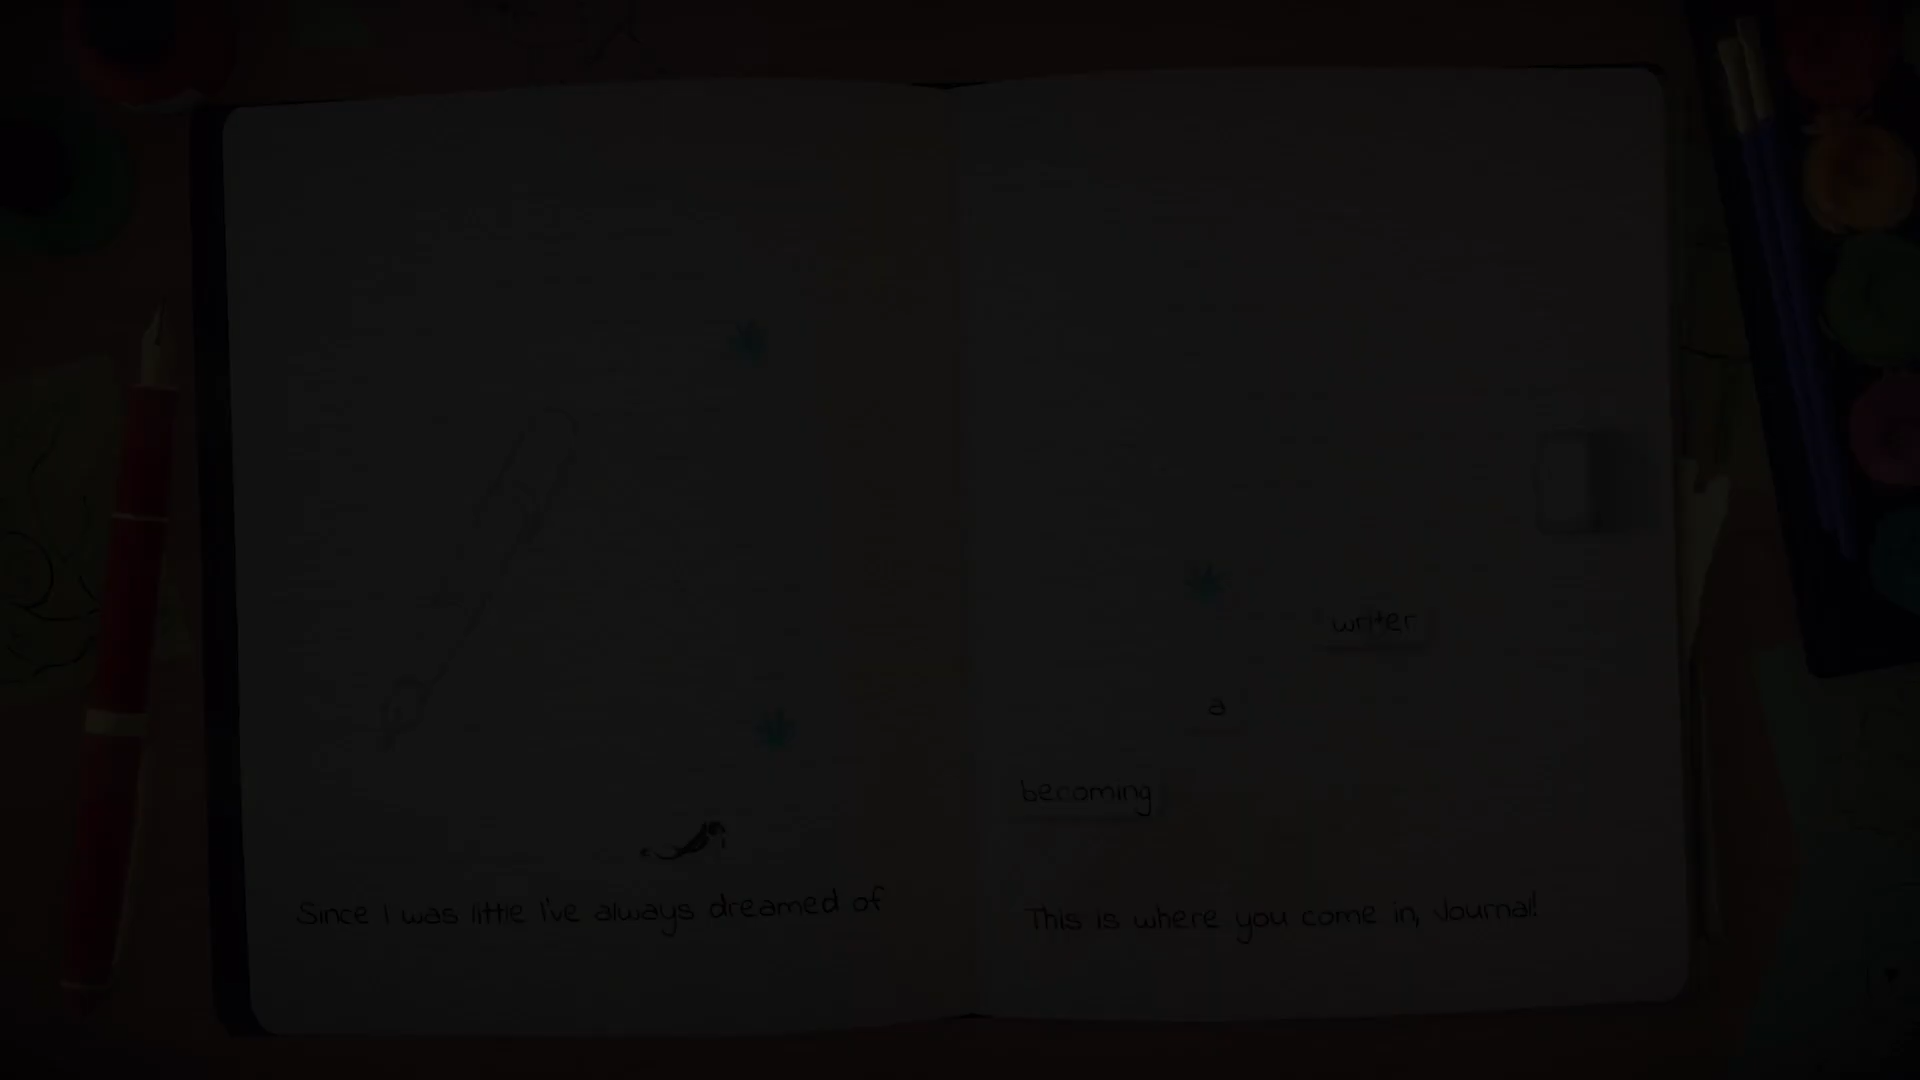 Since I was little I've always dreamed of
becoming
a
writer
This is where you come in, Journal!